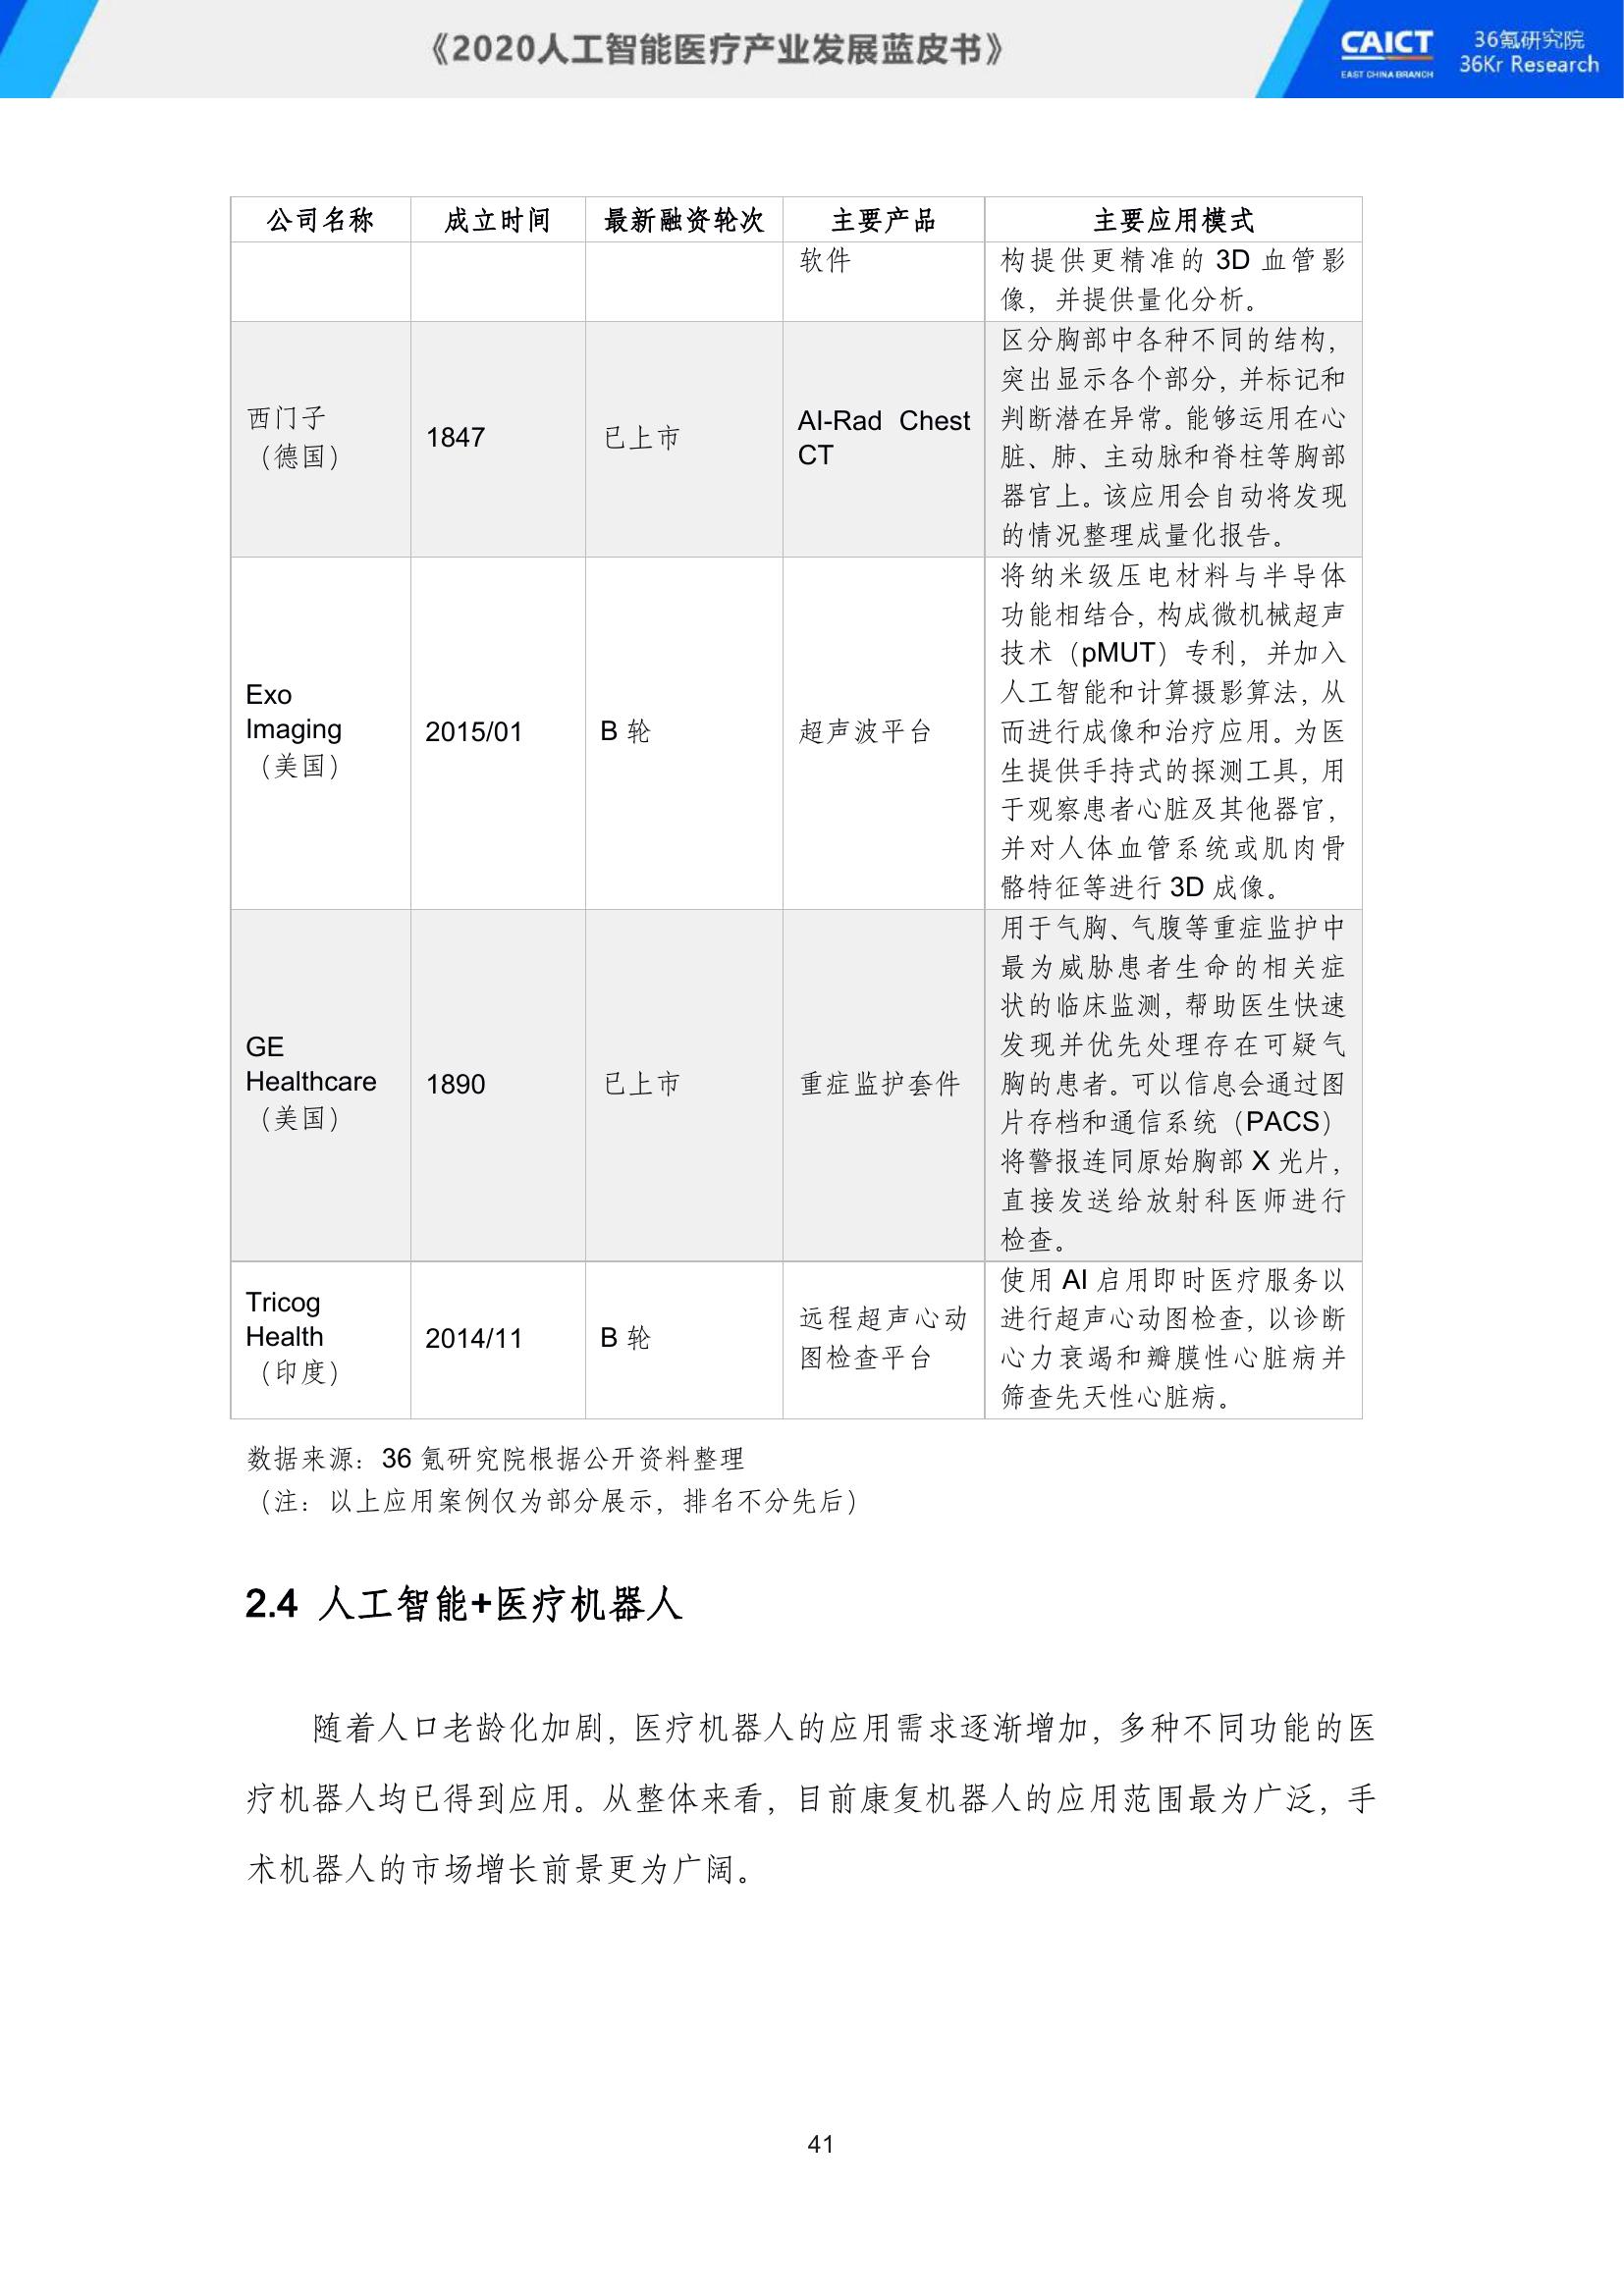 《2020人工智能医疗产业发展蓝皮书》
CAICT
EAST CHINA BRANCH
36氪研究院
36Kr Research
公司名称 成立时间 最新融资轮次 主要产品 主要应用模式
软件
构提供更精准的 3D 血管影
像，并提供量化分析。
西门子
（德国）
1847
已上市
AI-Rad Chest
CT
区分胸部中各种不同的结构，
突出显示各个部分，并标记和
判断潜在异常。能够运用在心
脏、肺、主动脉和脊柱等胸部
器官上。该应用会自动将发现
的情况整理成量化报告。
Exo
Imaging
（美国）
2015/01
B 轮
超声波平台
将纳米级压电材料与半导体
功能相结合，构成微机械超声
技术（pMUT）专利，并加入
人工智能和计算摄影算法，从
而进行成像和治疗应用。为医
生提供手持式的探测工具，用
于观察患者心脏及其他器官，
并对人体血管系统或肌肉骨
骼特征等进行 3D 成像。
GE
Healthcare
（美国）
1890
已上市
重症监护套件
用于气胸、气腹等重症监护中
最为威胁患者生命的相关症
状的临床监测，帮助医生快速
发现并优先处理存在可疑气
胸的患者。可以信息会通过图
片存档和通信系统（PACS）
将警报连同原始胸部 X 光片，
直接发送给放射科医师进行
检查。
Tricog
Health
（印度）
2014/11
B 轮
远程超声心动
图检查平台
使用 AI 启用即时医疗服务以
进行超声心动图检查，以诊断
心力衰竭和瓣膜性心脏病并
筛查先天性心脏病。
数据来源：36 氪研究院根据公开资料整理
（注：以上应用案例仅为部分展示，排名不分先后）
2.4 人工智能+医疗机器人
随着人口老龄化加剧，医疗机器人的应用需求逐渐增加，多种不同功能的医
疗机器人均已得到应用。从整体来看，目前康复机器人的应用范围最为广泛，手
术机器人的市场增长前景更为广阔。
41